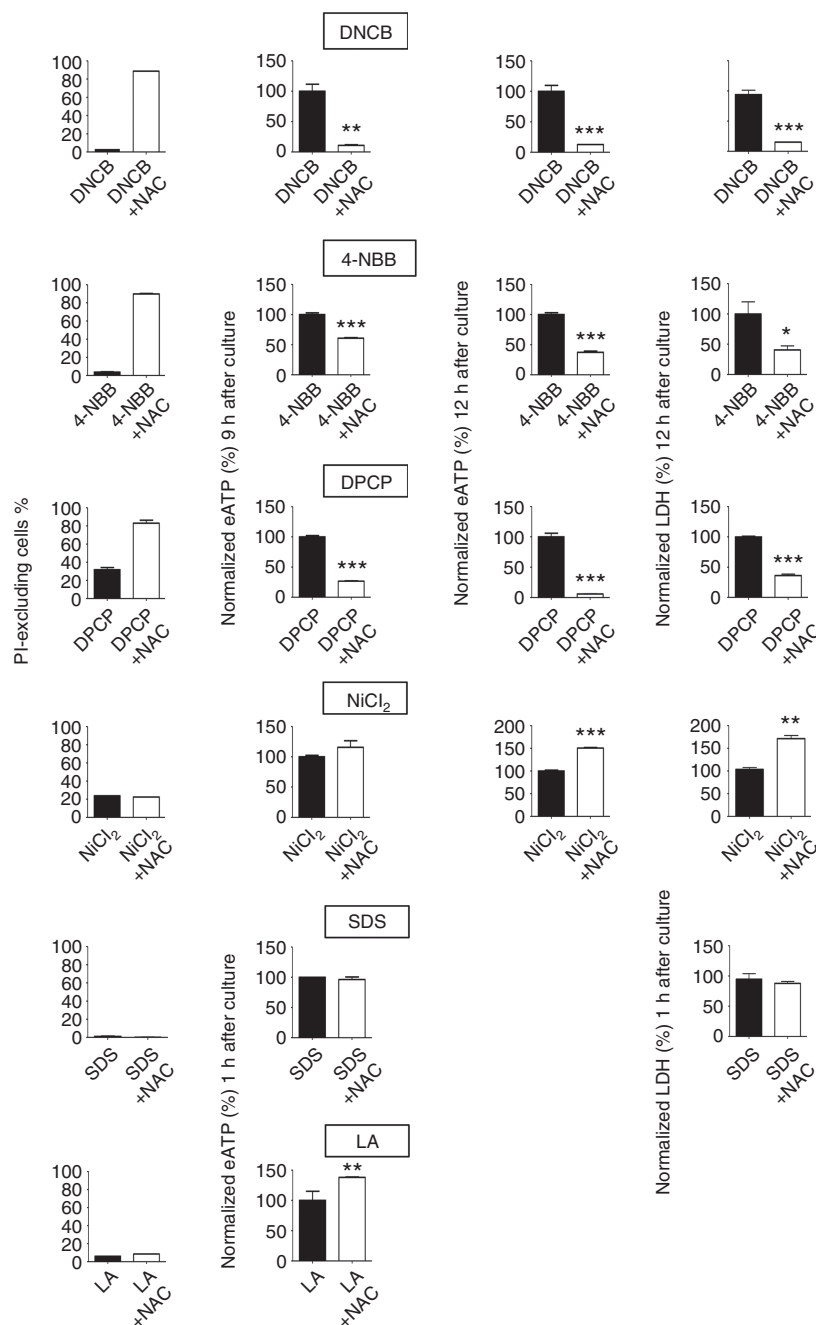 DNCB
100
80
60
40
20
0
DNCB
DNCB
+NAC
150
100
50
0
**
DNCB
DNCB
+NAC
150
100
50
0
***
DNCB
DNCB
+NAC
***
DNCB
DNCB
+NAC
4-NBB
100
80
60
40
20
0
4-NBB
4-NBB
+NAC
150
100
50
0
***
4-NBB
4-NBB
+NAC
150
100
50
0
***
4-NBB
4-NBB
+NAC
150
100
50
0
*
4-NBB
4-NBB
+NAC
PI-excluding cells %
Normalized eATP (%) 9 h after culture
Normalized eATP (%) 12 h after culture
Normalized LDH (%) 12 h after culture
DPCP
100
80
60
40
20
0
DPCP
DPCP
+NAC
150
100
50
0
***
DPCP
DPCP
+NAC
150
100
50
0
***
DPCP
DPCP
+NAC
150
100
50
0
***
DPCP
DPCP
+NAC
NiCl₂
100
80
60
40
20
0
NiCl₂
NiCl₂
+NAC
150
100
50
0
NiCl₂
NiCl₂
+NAC
200
150
100
50
0
***
NiCl₂
NiCl₂
+NAC
200
150
100
50
0
**
NiCl₂
NiCl₂
+NAC
SDS
100
80
60
40
20
0
SDS
SDS
+NAC
Normalized eATP (%) 1 h after culture
150
100
50
0
SDS
SDS
+NAC
Normalized LDH (%) 1 h after culture
150
100
50
0
SDS
SDS
+NAC
LA
100
80
60
40
20
0
LA
LA
+NAC
150
100
50
0
**
LA
LA
+NAC